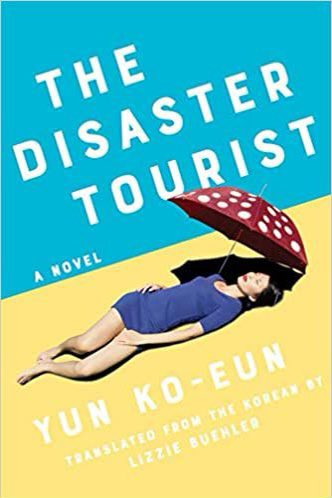 THE
DISASTER
TOURIST
A NOVEL
YUN KO-EUN
TRANSLATED FROM THE KOREAN BY
LIZZIE BUEHLER